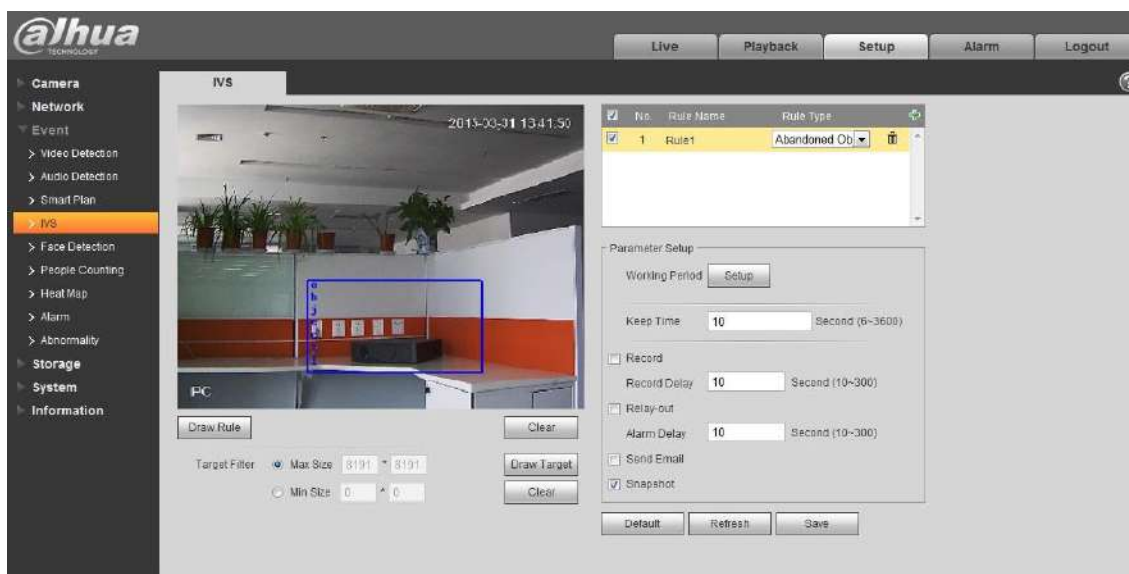 alhua
TECHNOLOGY
Live
Playback
Setup
Alarm
Logout
Camera
Network
Event
Video Detection
Audio Detection
Smart Plan
IVS
Face Detection
People Counting
Heat Map
Alarm
Abnormality
Storage
System
Information
IVS
13:41:50
IPC
Draw Rule
Clear
Target Filter
Max Size 8191 * 8191
Draw Target
Min Size 0 * 0
Clear
No. Rule Name Rule Type
1 Rule1 Abandoned Ob
Parameter Setup
Working Period Setup
Keep Time 10 Second (6~3600)
Record
Record Delay 10 Second (10~300)
Relay-out
Alarm Delay 10 Second (10~300)
Send Email
Snapshot
Default
Refresh
Save